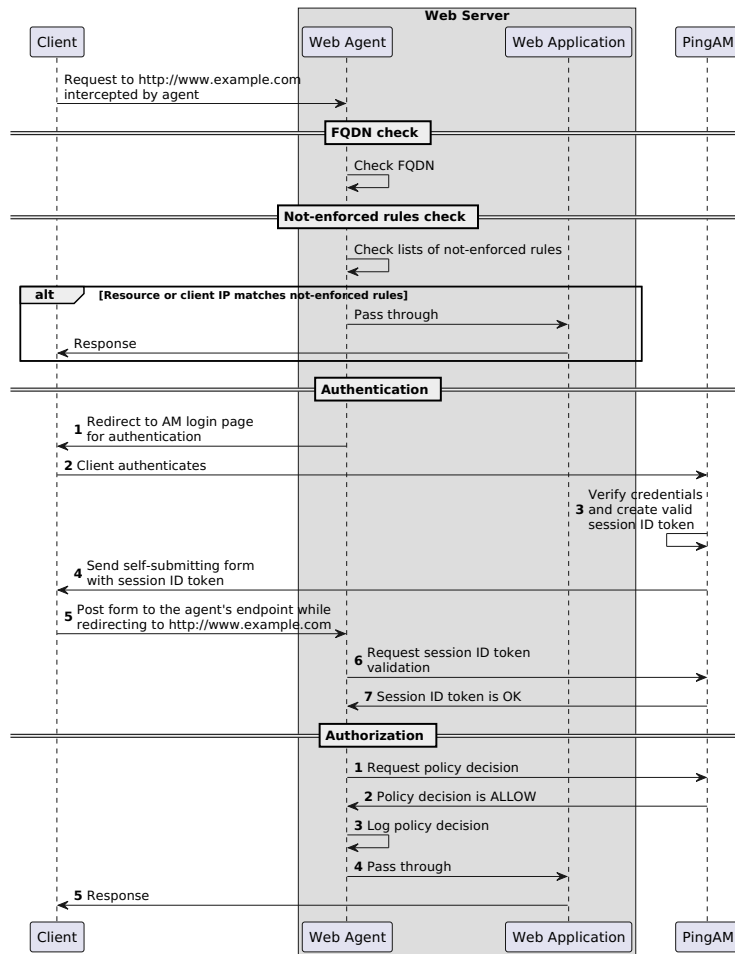 Web Server
Client
Web Agent
Web Application
PingAM
Request to http://www.example.com
intercepted by agent
FQDN check
Check FQDN
Not-enforced rules check
Check lists of not-enforced rules
alt
[Resource or client IP matches not-enforced rules]
Pass through
Response
Authentication
1 Redirect to AM login page
for authentication
2 Client authenticates
Verify credentials
3 and create valid
session ID token
4 Send self-submitting form
with session ID token
5 Post form to the agent's endpoint while
redirecting to http://www.example.com
6 Request session ID token
validation
7 Session ID token is OK
Authorization
1 Request policy decision
2 Policy decision is ALLOW
3 Log policy decision
4 Pass through
5 Response
Client
Web Agent
Web Application
PingAM